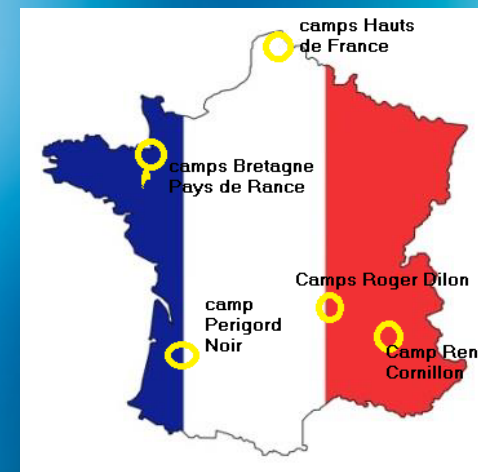 camps Hauts
de France
camps Bretagne
Pays de Rance
Camps Roger Dilon
camp
Perigord
Noir
Camp Ren
Cornillon